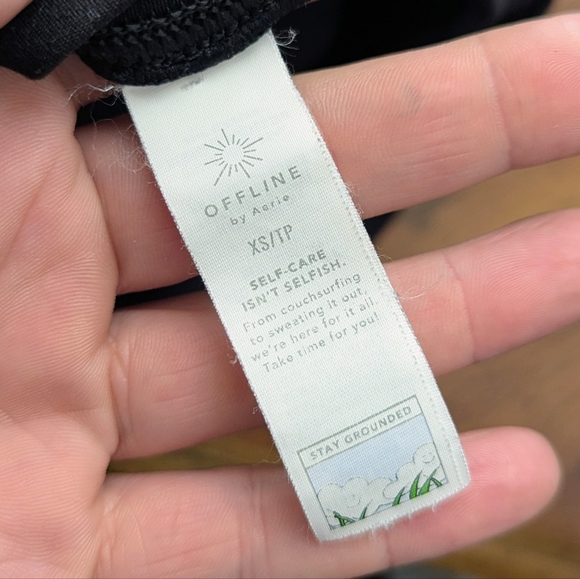 OFFLINE
by Aerie
XS/TP
SELF-CARE
ISN'T SELFISH.
From couchsurfing
to sweating it out,
we're here for it all.
Take time for you!
STAY GROUNDED